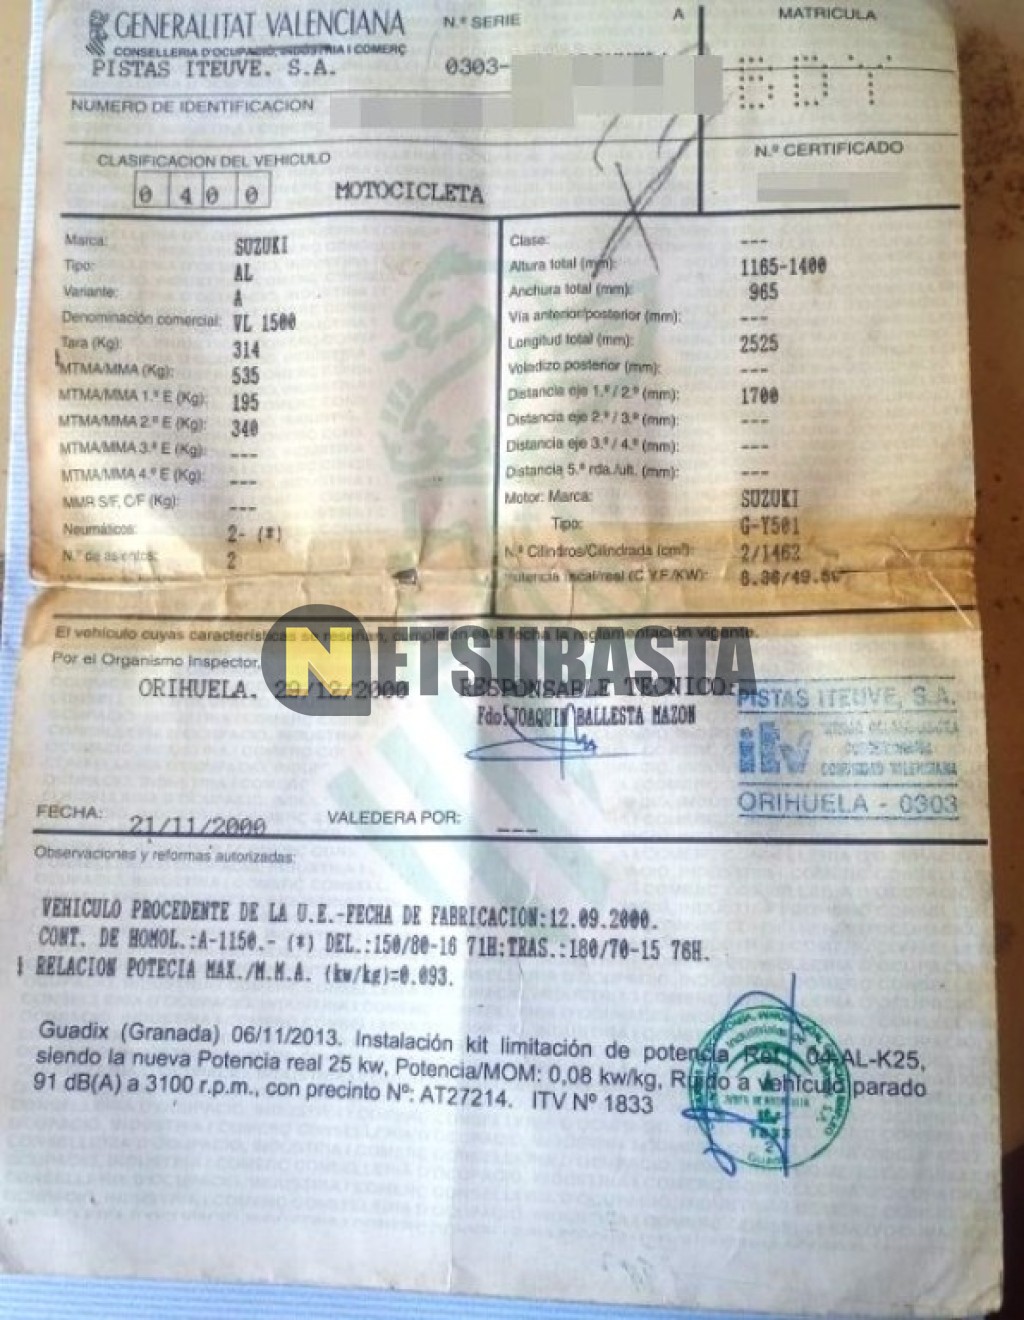 GENERALITAT VALENCIANA
CONSELLERIA D'OCUPACIÓ, INDÚSTRIA I COMERÇ
PISTAS ITEUVE. S.A.
N.º SERIE
0303-
A
MATRICULA
BDT
NUMERO DE IDENTIFICACION
CLASIFICACION DEL VEHICULO
0 4 0 0
MOTOCICLETA
N.º CERTIFICADO
Marca: SUZUKI
Tipo: AL
Variante: A
Denominación comercial: VL 1500
Tara (Kg): 314
MTMA/MMA (Kg): 535
MTMA/MMA 1.º E (Kg): 195
MTMA/MMA 2.º E (Kg): 340
MTMA/MMA 3.º E (Kg): ---
MTMA/MMA 4.º E (Kg): ---
MMR S/F, C/F (Kg): ---
Neumáticos: 2- (*)
N.º de asientos: 2
Clase: ---
Altura total (mm): 1165-1400
Anchura total (mm): 965
Vía anterior/posterior (mm): ---
Longitud total (mm): 2525
Voladizo posterior (mm): ---
Distancia eje 1.º / 2.º (mm): 1700
Distancia eje 2.º / 3.º (mm): ---
Distancia eje 3.º / 4.º (mm): ---
Distancia 5.ª rda./ult. (mm): ---
Motor: Marca: SUZUKI
Tipo: G-Y501
N.º Cilindros/Cilindrada (cm³): 2/1462
Potencia fiscal/real (C.V.F./KW):
El vehículo cuyas características se reseñan, cumple en esta fecha la reglamentación vigente.
Por el Organismo Inspector,
NETSUBASTA
ORIHUELA. 29/12/2000 RESPONSABLE TECNICO:
Fdo: JOAQUIN BALLESTA MAZON
PISTAS ITEUVE, S.A.
itv
COMUNIDAD VALENCIANA
ORIHUELA - 0303
FECHA: 21/11/2000 VALEDERA POR: ---
Observaciones y reformas autorizadas:
VEHICULO PROCEDENTE DE LA U.E.-FECHA DE FABRICACION:12.09.2000.
CONT. DE HOMOL.:A-1150.- (*) DEL.:150/80-16 71H:TRAS.:180/70-15 76H.
RELACION POTECIA MAX./M.M.A. (kw/kg)=0.093.
Guadix (Granada) 06/11/2013. Instalación kit limitación de potencia Ref.: 04-AL-K25,
siendo la nueva Potencia real 25 kw, Potencia/MOM: 0,08 kw/kg, Ruido a vehículo parado
91 dB(A) a 3100 r.p.m., con precinto Nº: AT27214. ITV Nº 1833